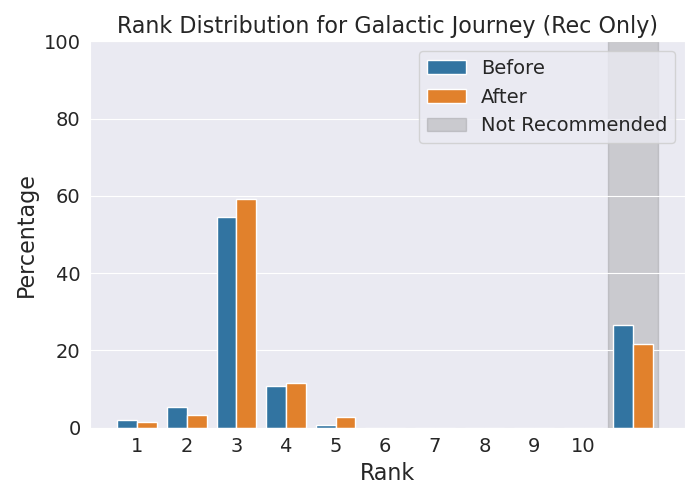 Rank Distribution for Galactic Journey (Rec Only)
100
80
60
40
20
0
Percentage
Before
After
Not Recommended
1 2 3 4 5 6 7 8 9 10
Rank